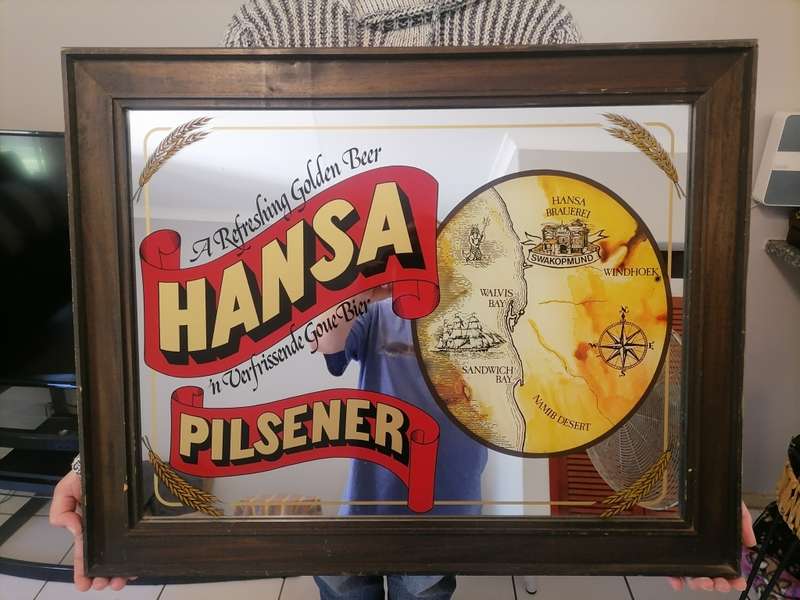 A Refreshing Golden Beer
HANSA
'n Verfrissende Goue Bier
PILSENER
HANSA
BRAUEREI
SWAKOPMUND
WINDHOEK
WALVIS
BAY
SANDWICH
BAY
NAMIB DESERT
N
W
E
S